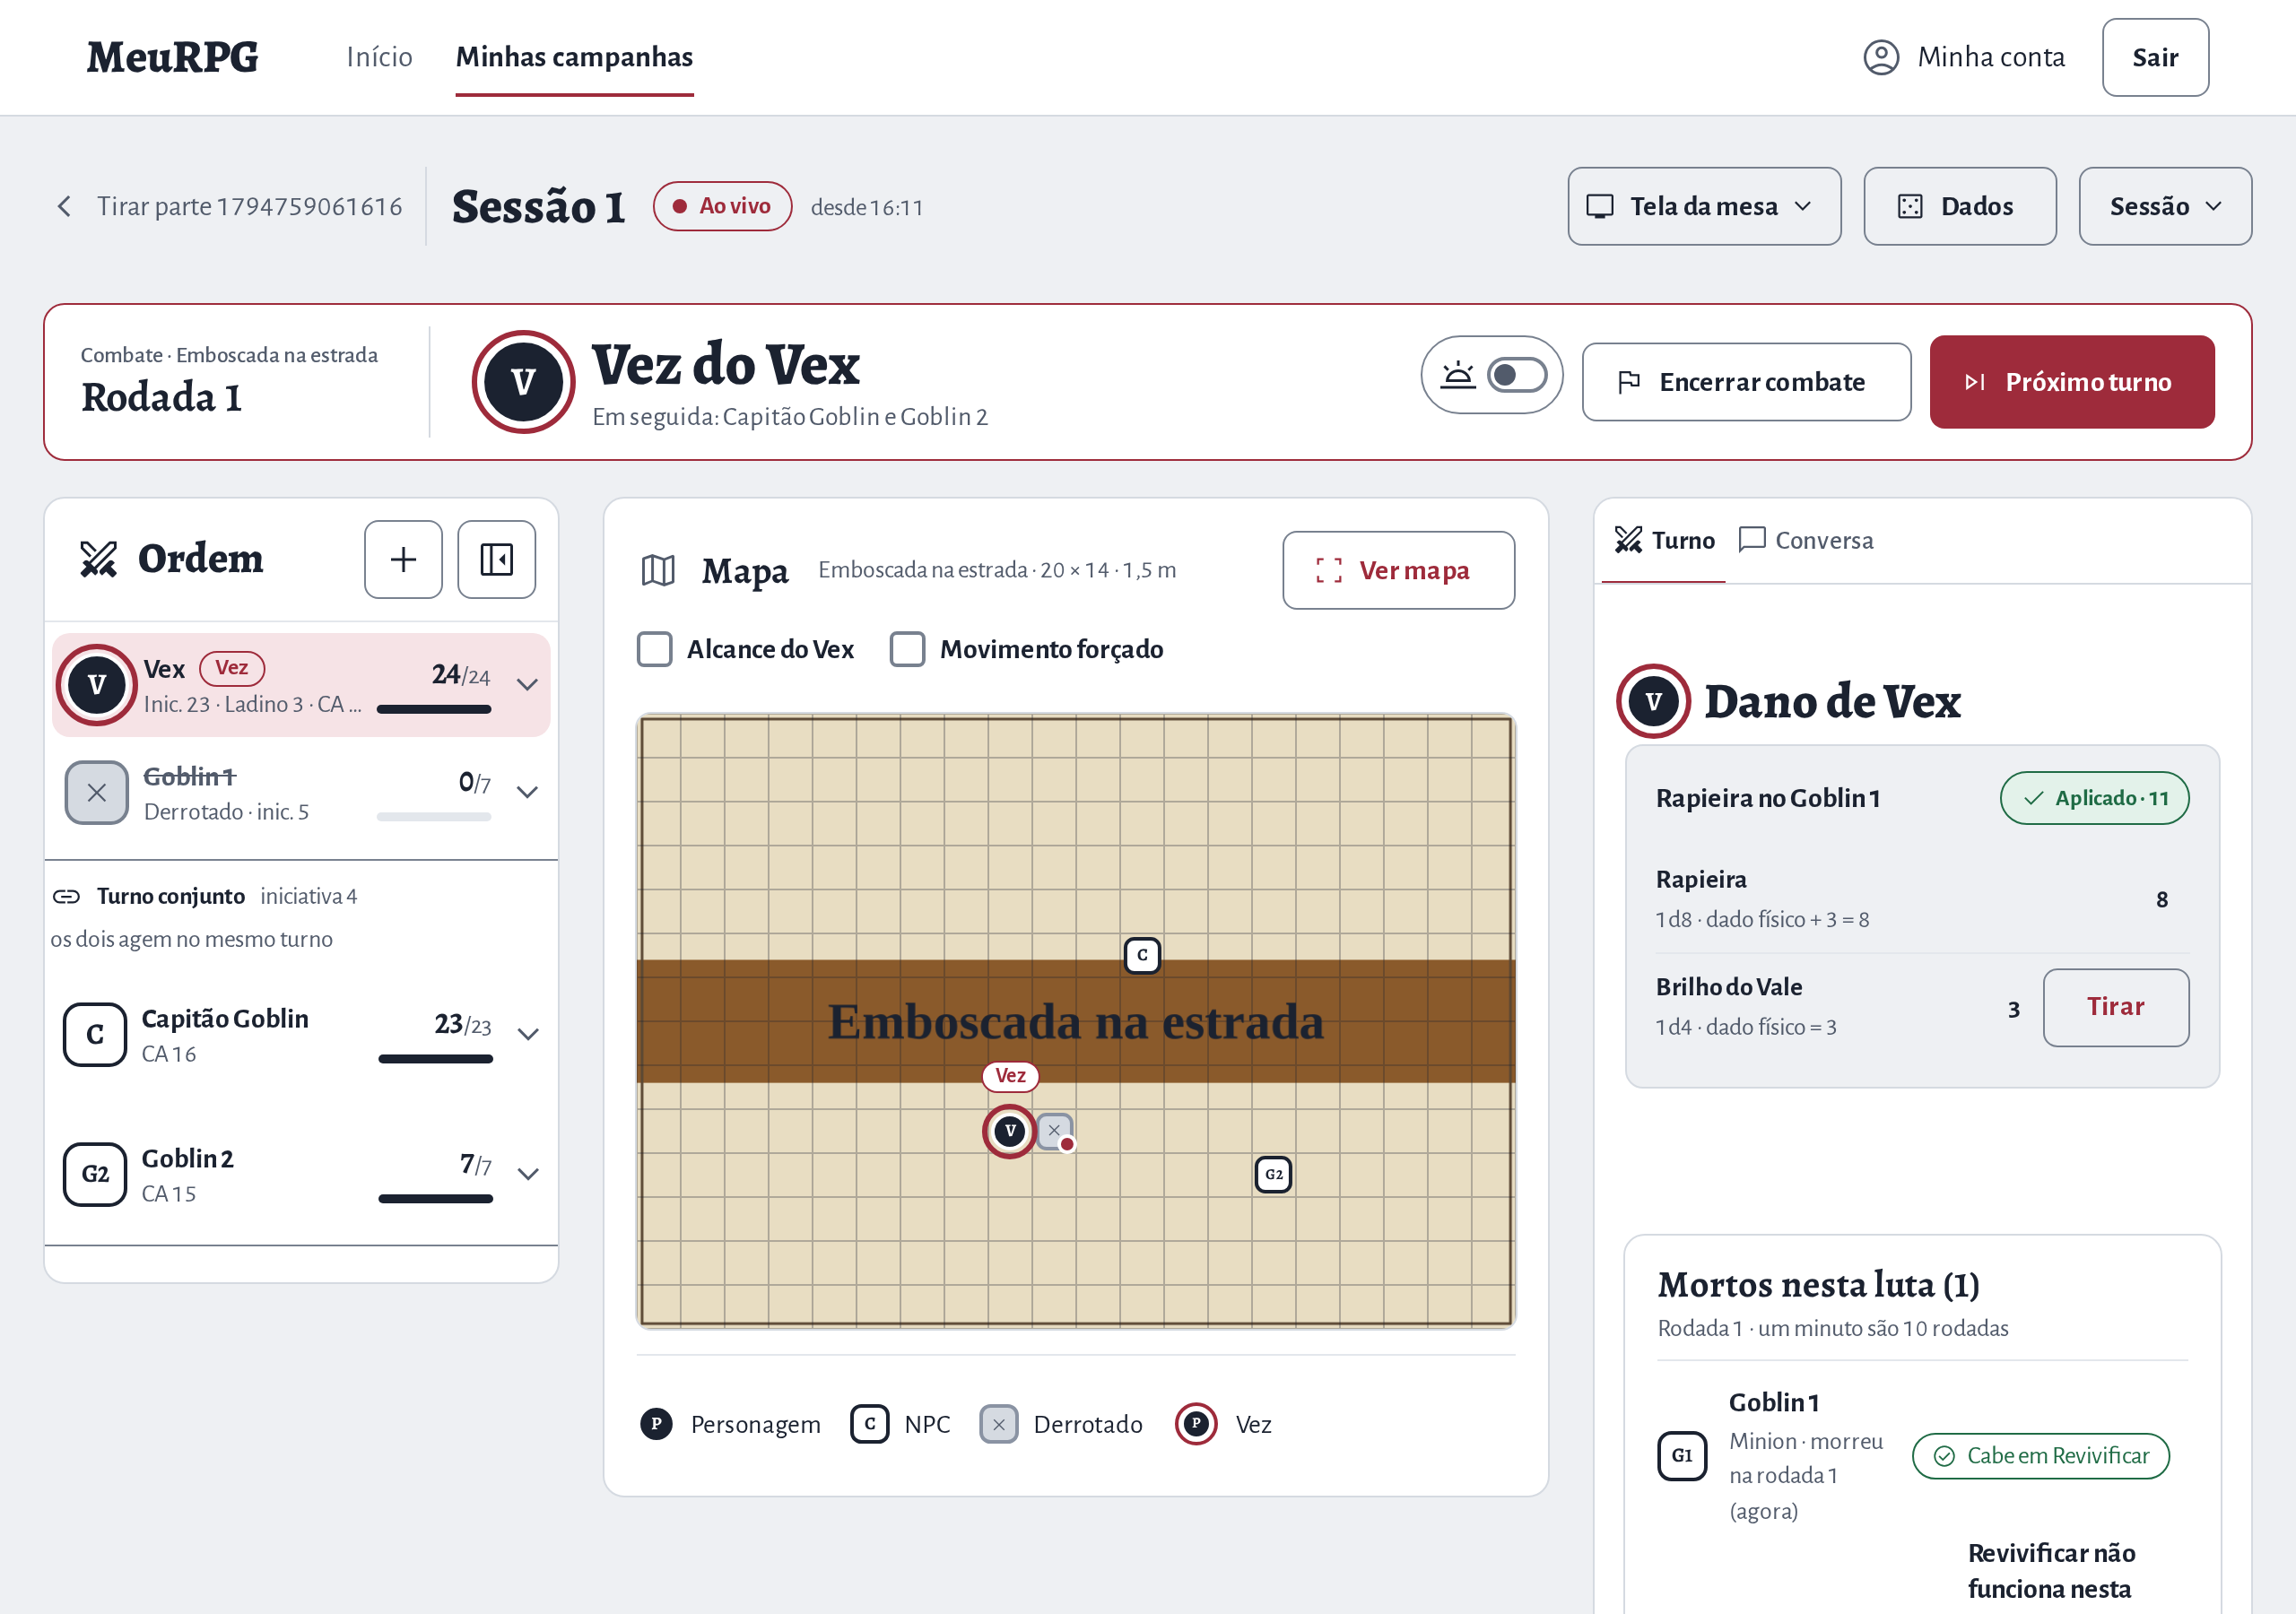 MeuRPG
Início
Minhas campanhas
Minha conta
Sair
Tirar parte 1794759061616
Sessão 1
Ao vivo
desde 16:11
Tela da mesa
Dados
Sessão
Combate · Emboscada na estrada
Rodada 1
V
Vez do Vex
Em seguida: Capitão Goblin e Goblin 2
Encerrar combate
Próximo turno
Ordem
V
Vex
Vez
24/24
Inic. 23 · Ladino 3 · CA ...
Goblin 1
0/7
Derrotado · inic. 5
Turno conjunto
iniciativa 4
os dois agem no mesmo turno
C
Capitão Goblin
23/23
CA 16
G2
Goblin 2
7/7
CA 15
Mapa
Emboscada na estrada · 20 × 14 · 1,5 m
Ver mapa
Alcance do Vex
Movimento forçado
C
Emboscada na estrada
Vez
V
G2
P
Personagem
C
NPC
Derrotado
P
Vez
Turno
Conversa
V
Dano de Vex
Rapieira no Goblin 1
Aplicado · 11
Rapieira
8
1d8 · dado físico + 3 = 8
Brilho do Vale
3
Tirar
1d4 · dado físico = 3
Mortos nesta luta (1)
Rodada 1 · um minuto são 10 rodadas
G1
Goblin 1
Minion · morreu
na rodada 1
(agora)
Cabe em Revivificar
Revivificar não
funciona nesta